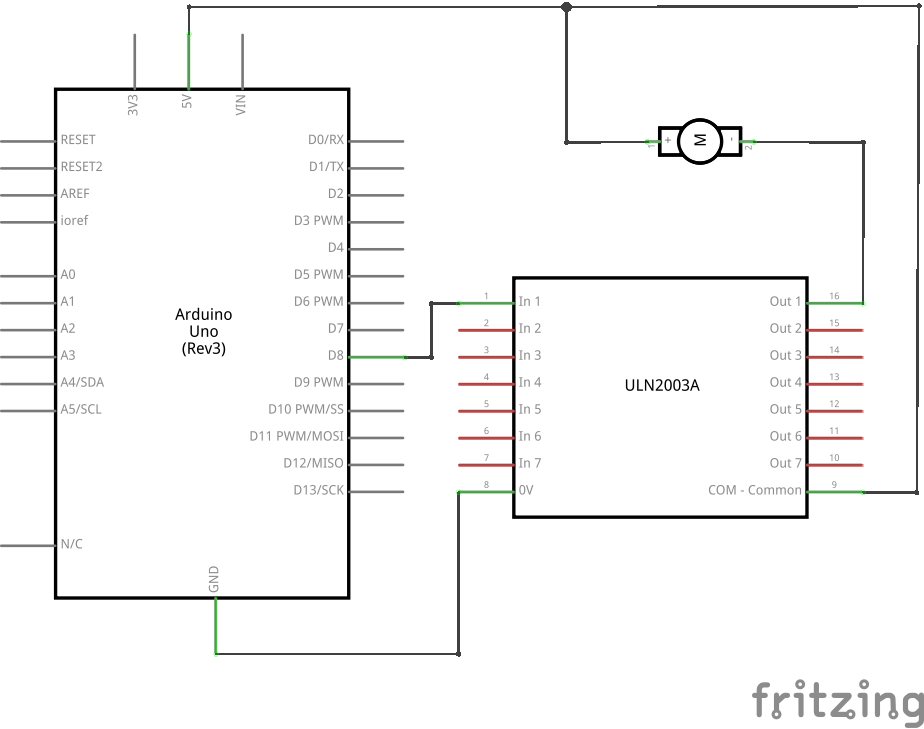 3V3
5V
VIN
RESET
RESET2
AREF
ioref
A0
A1
A2
A3
A4/SDA
A5/SCL
N/C
Arduino
Uno
(Rev3)
D0/RX
D1/TX
D2
D3 PWM
D4
D5 PWM
D6 PWM
D7
D8
D9 PWM
D10 PWM/SS
D11 PWM/MOSI
D12/MISO
D13/SCK
GND
1
+
M
-
2
1
In 1
2
In 2
3
In 3
4
In 4
5
In 5
6
In 6
7
In 7
8
0V
ULN2003A
Out 1
16
Out 2
15
Out 3
14
Out 4
13
Out 5
12
Out 6
11
Out 7
10
COM - Common
9
fritzing